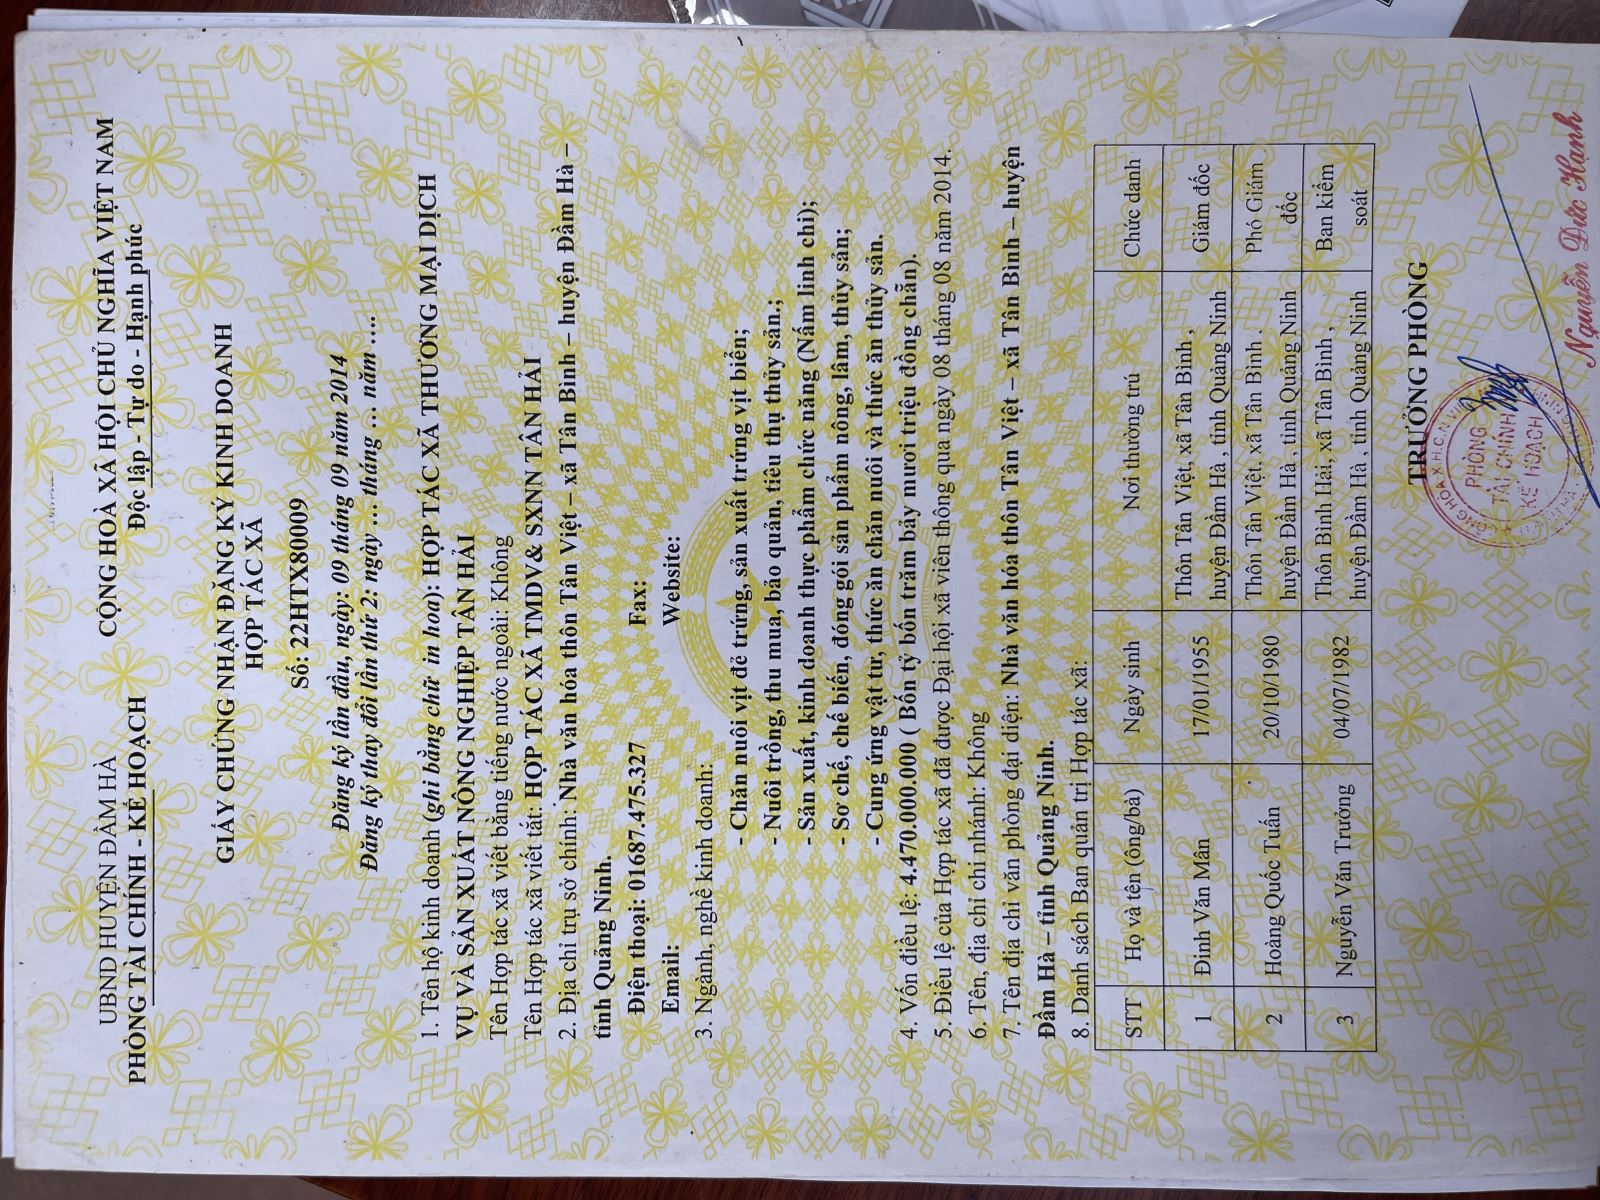 UBND HUYỆN ĐẦM HÀ
PHÒNG TÀI CHÍNH - KẾ HOẠCH
CỘNG HOÀ XÃ HỘI CHỦ NGHĨA VIỆT NAM
Độc lập - Tự do - Hạnh phúc
GIẤY CHỨNG NHẬN ĐĂNG KÝ KINH DOANH
HỢP TÁC XÃ
Số: 22HTX80009
Đăng ký lần đầu, ngày: 09 tháng 09 năm 2014
Đăng ký thay đổi lần thứ 2: ngày … tháng … năm ….
1. Tên hộ kinh doanh (ghi bằng chữ in hoa): HỢP TÁC XÃ THƯƠNG MẠI DỊCH
VỤ VÀ SẢN XUẤT NÔNG NGHIỆP TÂN HẢI
Tên Hợp tác xã viết bằng tiếng nước ngoài: Không
Tên Hợp tác xã viết tắt: HỢP TÁC XÃ TMDV& SXNN TÂN HẢI
2. Địa chỉ trụ sở chính: Nhà văn hóa thôn Tân Việt – xã Tân Bình – huyện Đầm Hà –
tỉnh Quảng Ninh.
Điện thoại: 01687.475.327 Fax:
Email: Website:
3. Ngành, nghề kinh doanh:
- Chăn nuôi vịt đẻ trứng, sản xuất trứng vịt biển;
- Nuôi trồng, thu mua, bảo quản, tiêu thụ thủy sản.;
- Sản xuất, kinh doanh thực phẩm chức năng (Nấm linh chi);
- Sơ chế, chế biến, đóng gói sản phẩm nông, lâm, thủy sản;
- Cung ứng vật tư, thức ăn chăn nuôi và thức ăn thủy sản.
4. Vốn điều lệ: 4.470.000.000 ( Bốn tỷ bốn trăm bảy mươi triệu đồng chẵn).
5. Điều lệ của Hợp tác xã đã được Đại hội xã viên thông qua ngày 08 tháng 08 năm 2014.
6. Tên, địa chỉ chi nhánh: Không
7. Tên địa chỉ văn phòng đại diện: Nhà văn hóa thôn Tân Việt – xã Tân Bình – huyện
Đầm Hà – tỉnh Quảng Ninh.
8. Danh sách Ban quản trị Hợp tác xã:
STT Họ và tên (ông/bà) Ngày sinh Nơi thường trú Chức danh
1 Đinh Văn Mân 17/01/1955 Thôn Tân Việt, xã Tân Bình , Giám đốc
huyện Đầm Hà , tỉnh Quảng Ninh
2 Hoàng Quốc Tuấn 20/10/1980 Thôn Tân Việt, xã Tân Bình . Phó Giám
huyện Đầm Hà , tỉnh Quảng Ninh đốc
3 Nguyễn Văn Trưởng 04/07/1982 Thôn Bình Hải, xã Tân Bình , Ban kiểm
huyện Đầm Hà , tỉnh Quảng Ninh soát
TRƯỞNG PHÒNG
PHÒNG
TÀI CHÍNH
KẾ HOẠCH
Nguyễn Đức Hạnh